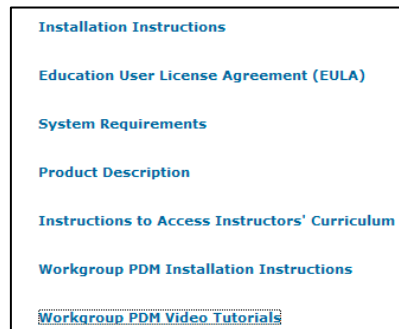 Installation Instructions
Education User License Agreement (EULA)
System Requirements
Product Description
Instructions to Access Instructors' Curriculum
Workgroup PDM Installation Instructions
Workgroup PDM Video Tutorials